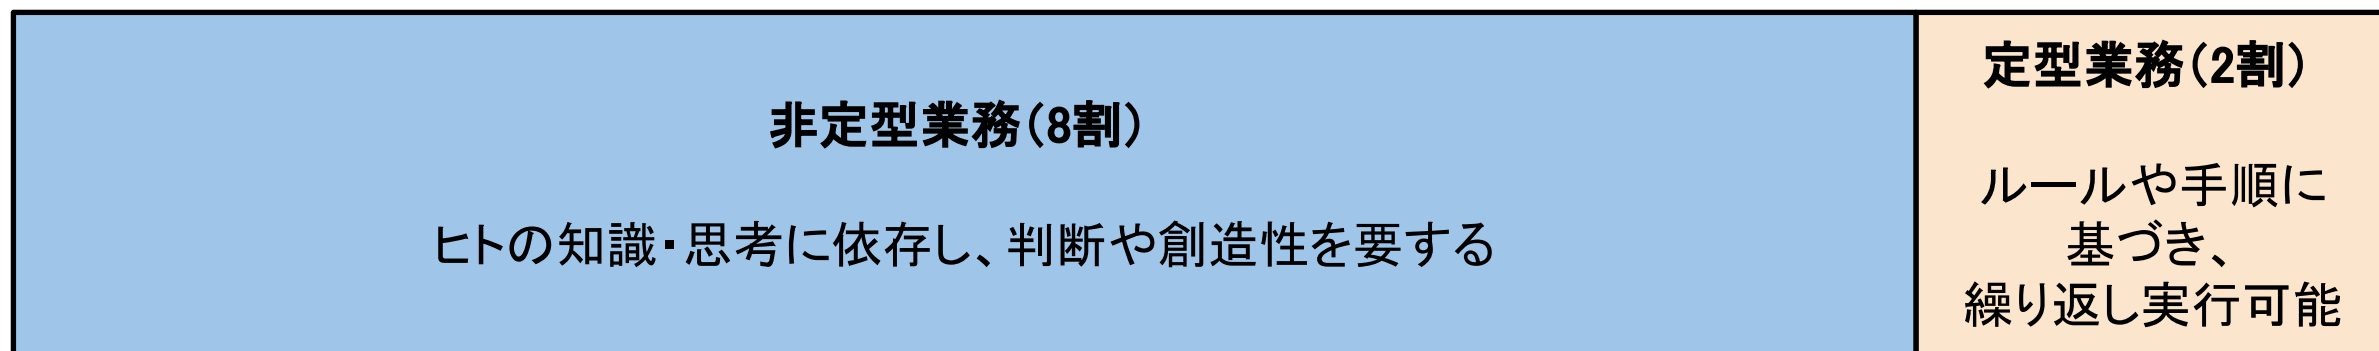 非定型業務(8割)
ヒトの知識・思考に依存し、判断や創造性を要する
定型業務(2割)
ルールや手順に
基づき、
繰り返し実行可能